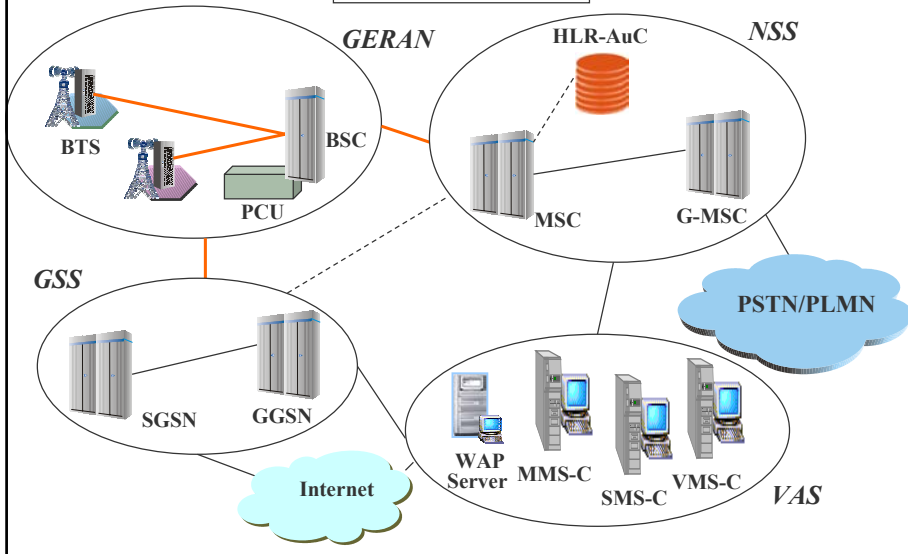 GERAN
BTS
BSC
PCU
HLR-AuC
NSS
MSC
G-MSC
GSS
SGSN
GGSN
PSTN/PLMN
Internet
WAP
Server
MMS-C
SMS-C
VMS-C
VAS